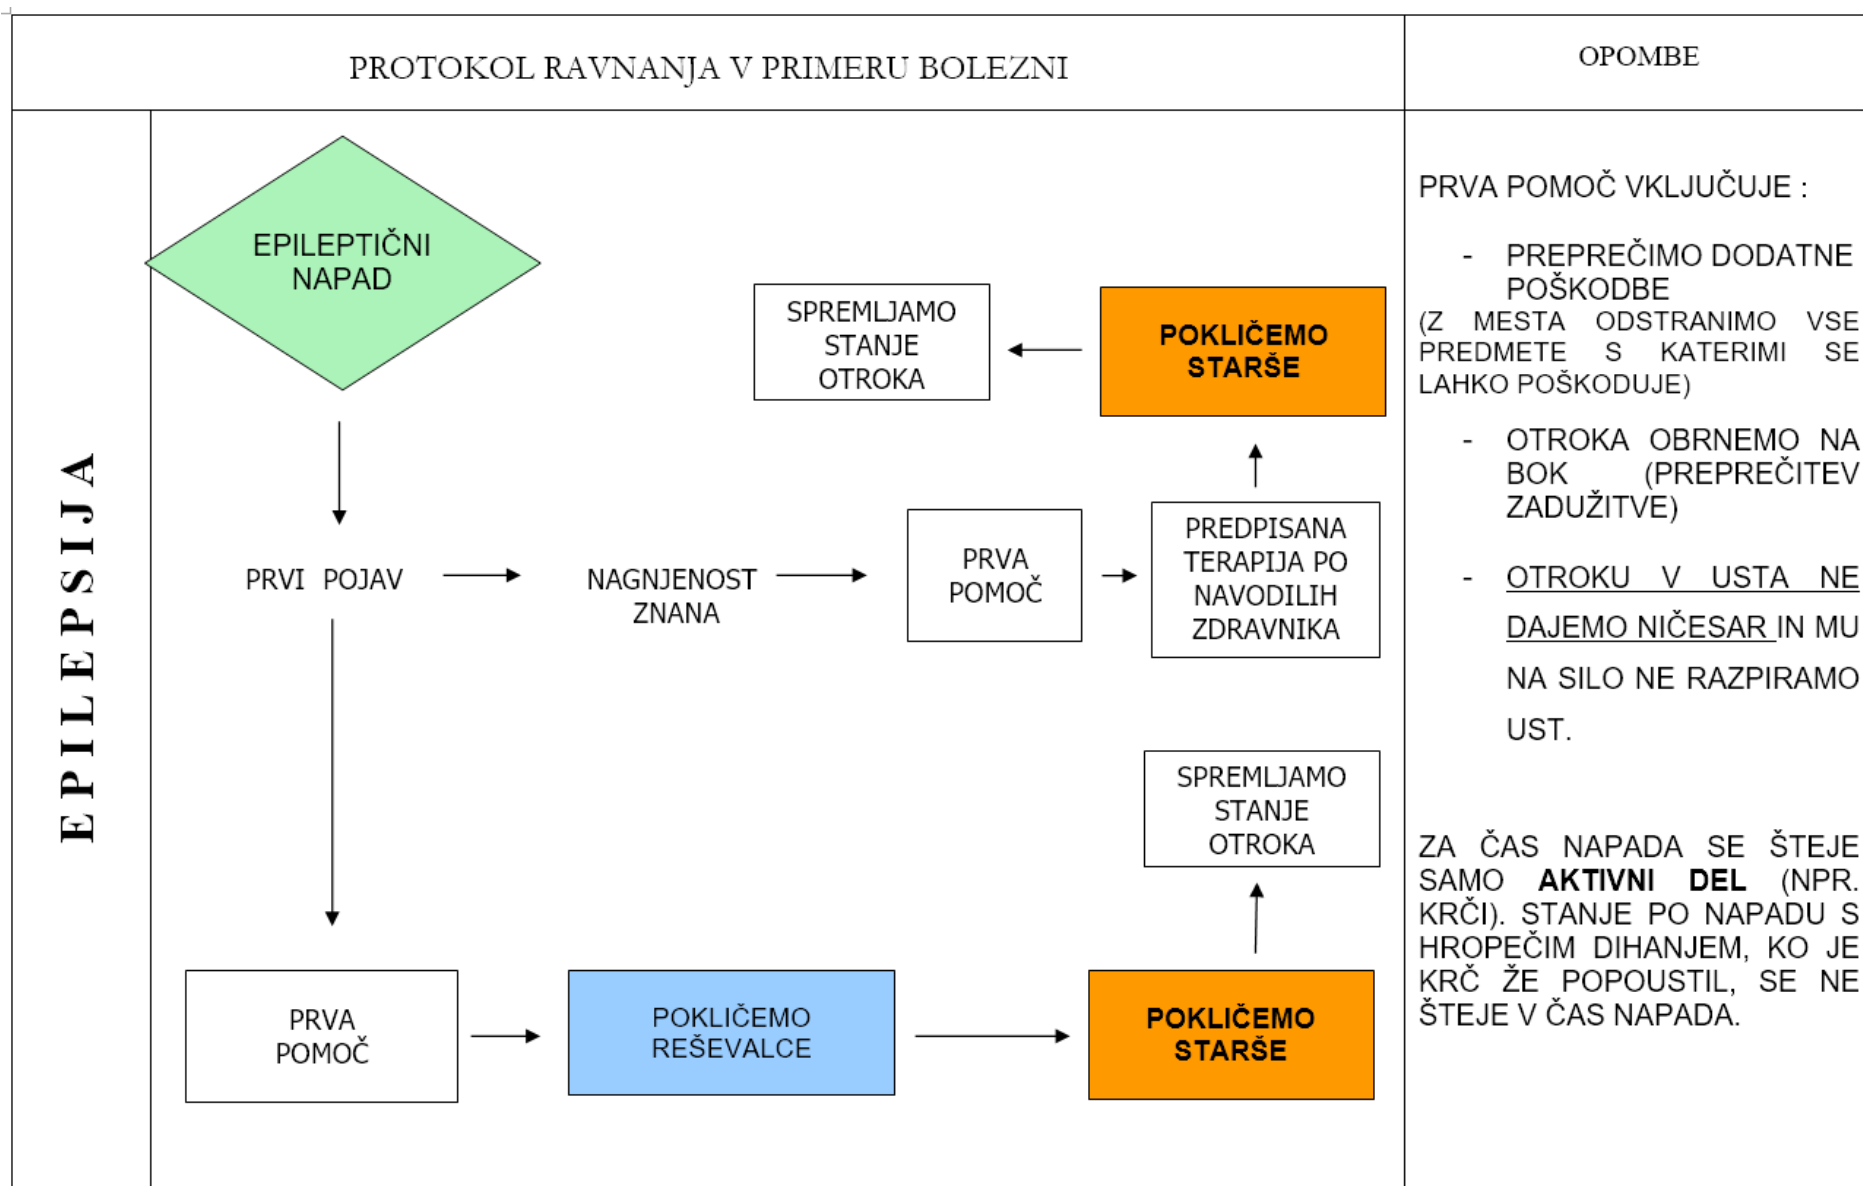 PROTOKOL RAVNANJA V PRIMERU BOLEZNI
OPOMBE
EPILEPSIJA
EPILEPTIČNI
NAPAD
PRVI POJAV
NAGNJENOST
ZNANA
PRVA
POMOČ
PREDPISANA
TERAPIJA PO
NAVODILIH
ZDRAVNIKA
POKLIČEMO
STARŠE
SPREMLJAMO
STANJE
OTROKA
PRVA
POMOČ
POKLIČEMO
REŠEVALCE
POKLIČEMO
STARŠE
SPREMLJAMO
STANJE
OTROKA
PRVA POMOČ VKLJUČUJE :
- PREPREČIMO DODATNE
POŠKODBE
(Z MESTA ODSTRANIMO VSE
PREDMETE S KATERIMI SE
LAHKO POŠKODUJE)
- OTROKA OBRNEMO NA
BOK (PREPREČITEV
ZADUŽITVE)
- OTROKU V USTA NE
DAJEMO NIČESAR IN MU
NA SILO NE RAZPIRAMO
UST.
ZA ČAS NAPADA SE ŠTEJE
SAMO AKTIVNI DEL (NPR.
KRČI). STANJE PO NAPADU S
HROPEČIM DIHANJEM, KO JE
KRČ ŽE POPOUSTIL, SE NE
ŠTEJE V ČAS NAPADA.